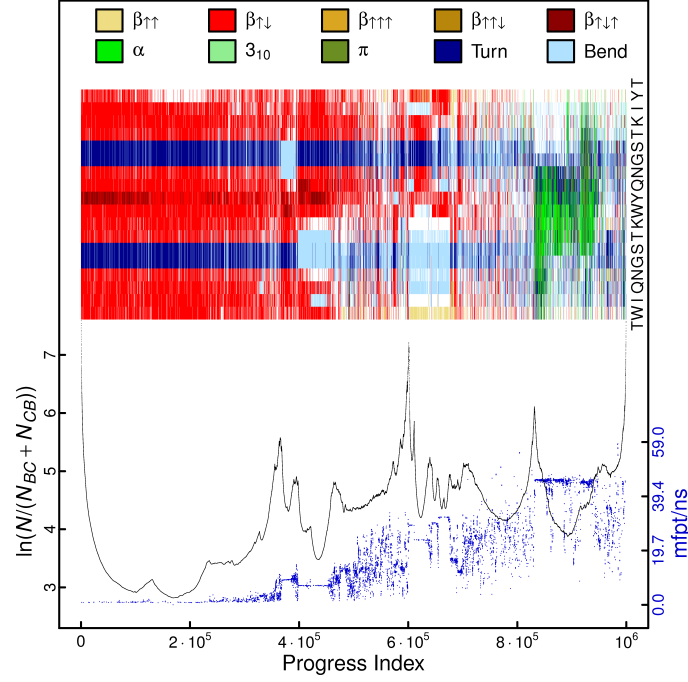 β↑↑ β↑↓ β↑↑↑ β↑↑↓ β↑↓↑
α 3₁₀ π Turn Bend
TWIQNGSTKWYQNGSTKIYT
7
6
5
4
3
ln(N/(N_BC + N_CB))
59.0
39.4
19.7
0.0
mfpt/ns
0 2·10⁵ 4·10⁵ 6·10⁵ 8·10⁵ 10⁶
Progress Index